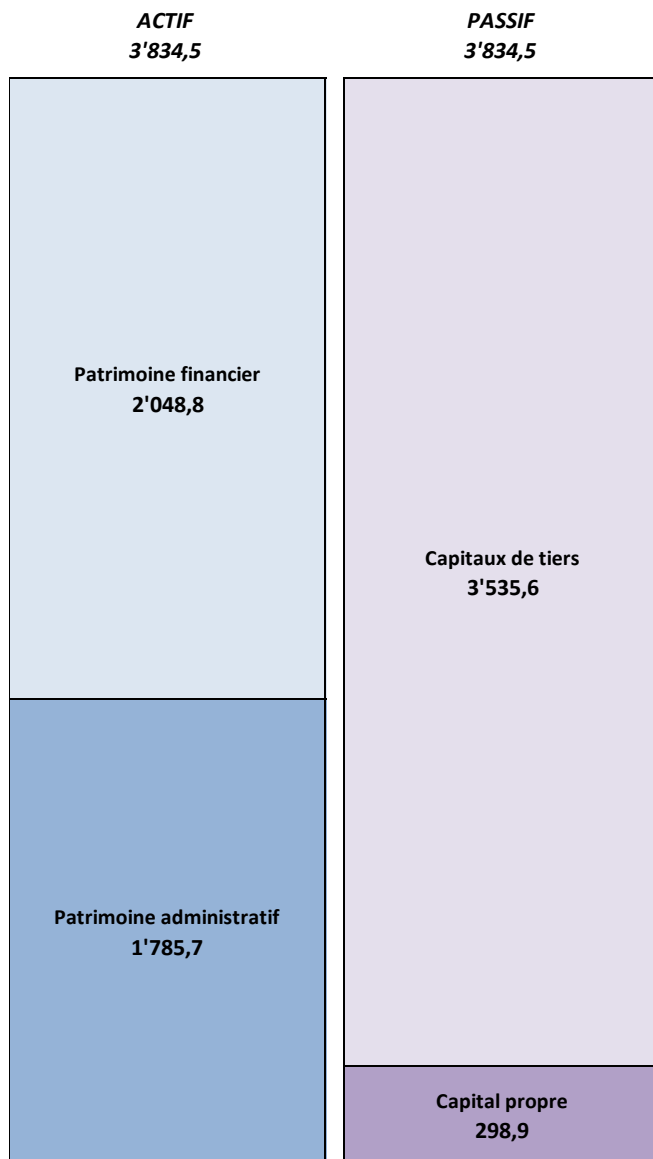 ACTIF
3'834,5
PASSIF
3'834,5
Patrimoine financier
2'048,8
Capitaux de tiers
3'535,6
Patrimoine administratif
1'785,7
Capital propre
298,9